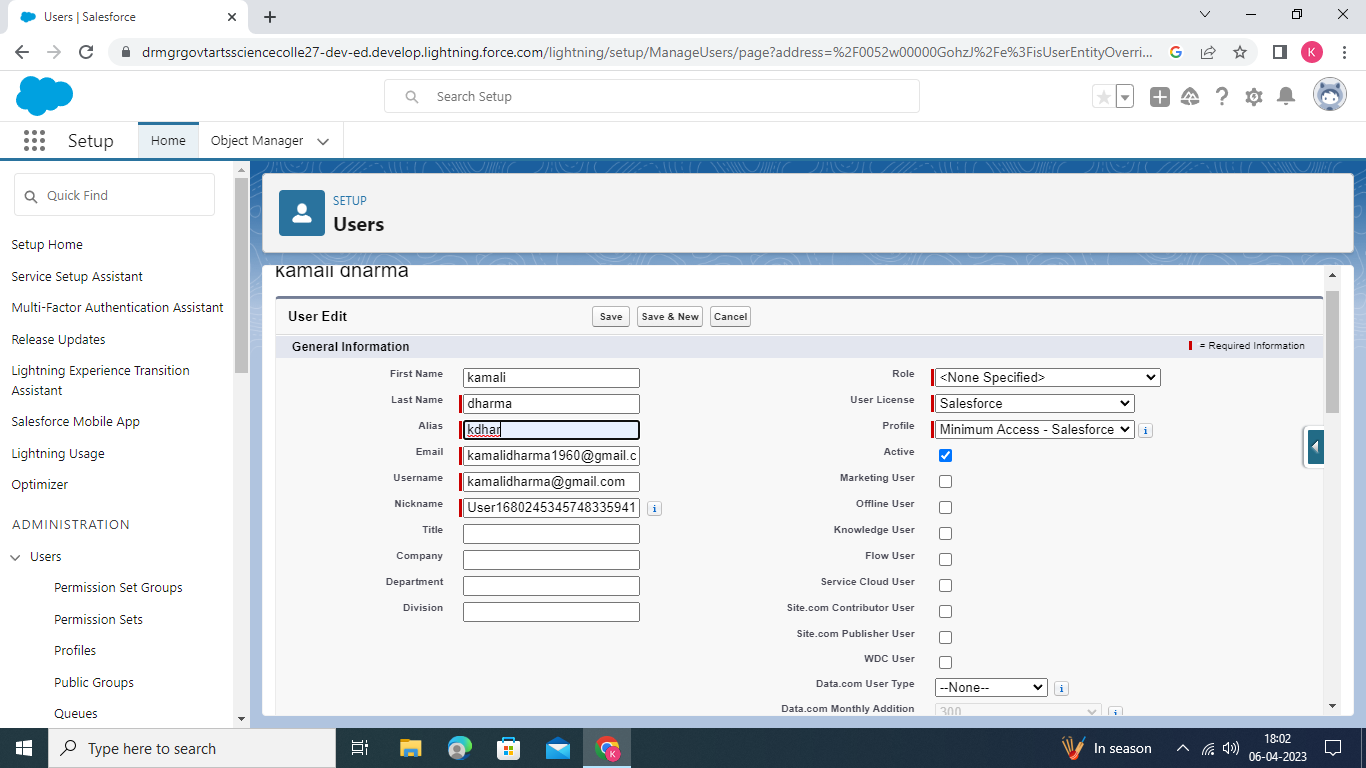 Users | Salesforce
drmgrgovtartssciencecolle27-dev-ed.develop.lightning.force.com/lightning/setup/ManageUsers/page?address=%2F0052w00000GohzJ%2Fe%3FisUserEntityOverri...
K
Search Setup
Setup
Home
Object Manager
Quick Find
Setup Home
Service Setup Assistant
Multi-Factor Authentication Assistant
Release Updates
Lightning Experience Transition
Assistant
Salesforce Mobile App
Lightning Usage
Optimizer
ADMINISTRATION
Users
Permission Set Groups
Permission Sets
Profiles
Public Groups
Queues
SETUP
Users
kamali dharma
User Edit
Save
Save & New
Cancel
General Information
= Required Information
First Name kamali
Last Name dharma
Alias kdhar
Email kamalidharma1960@gmail.c
Username kamalidharma@gmail.com
Nickname User1680245345748335941 i
Title
Company
Department
Division
Role <None Specified>
User License Salesforce
Profile Minimum Access - Salesforce i
Active
Marketing User
Offline User
Knowledge User
Flow User
Service Cloud User
Site.com Contributor User
Site.com Publisher User
WDC User
Data.com User Type --None-- i
Data.com Monthly Addition 300 i
Type here to search
K
In season
18:02
06-04-2023